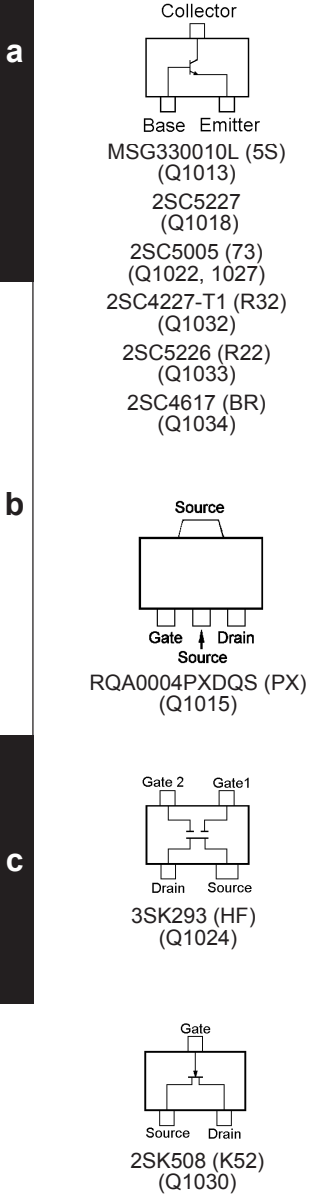 a
Collector
Base Emitter
MSG330010L (5S)
(Q1013)
2SC5227
(Q1018)
2SC5005 (73)
(Q1022, 1027)
2SC4227-T1 (R32)
(Q1032)
2SC5226 (R22)
(Q1033)
2SC4617 (BR)
(Q1034)
b
Source
Gate Drain
Source
RQA0004PXDQS (PX)
(Q1015)
c
Gate 2 Gate1
Drain Source
3SK293 (HF)
(Q1024)
Gate
Source Drain
2SK508 (K52)
(Q1030)